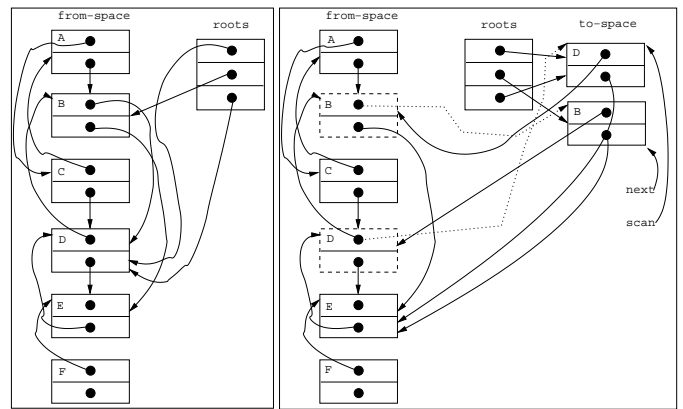 from-space
roots
A
B
C
D
E
F
from-space
roots
to-space
A
B
C
D
E
F
D
B
next
scan